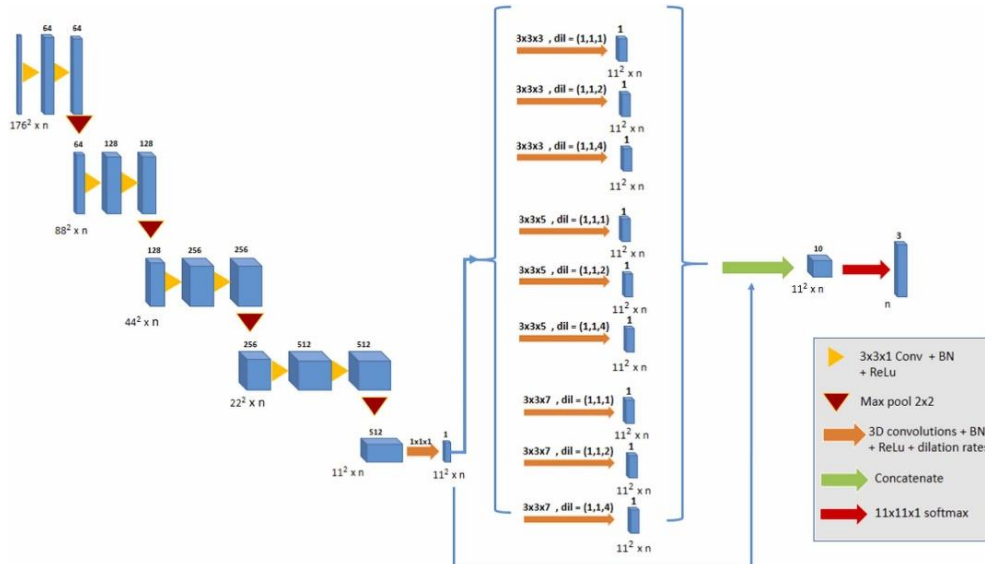 64 64
176² x n
64 128 128
88² x n
128 256 256
44² x n
256 512 512
22² x n
512 1x1x1 1
11² x n 11² x n
3x3x3 , dil = (1,1,1) 1
11² x n
3x3x3 , dil = (1,1,2) 1
11² x n
3x3x3 , dil = (1,1,4) 1
11² x n
3x3x5 , dil = (1,1,1) 1
11² x n
3x3x5 , dil = (1,1,2) 1
11² x n
3x3x5 , dil = (1,1,4) 1
11² x n
3x3x7 , dil = (1,1,1) 1
11² x n
3x3x7 , dil = (1,1,2) 1
11² x n
3x3x7 , dil = (1,1,4) 1
11² x n
10
11² x n
3
n
3x3x1 Conv + BN
+ ReLu
Max pool 2x2
3D convolutions + BN
+ ReLu + dilation rates
Concatenate
11x11x1 softmax